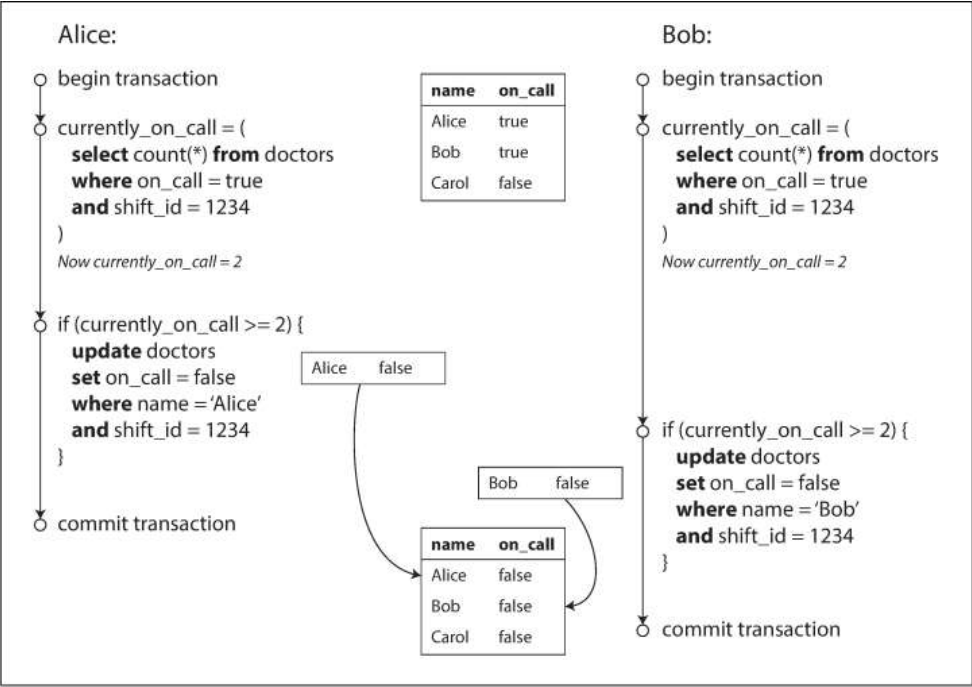 Alice:
begin transaction
currently_on_call = (
select count(*) from doctors
where on_call = true
and shift_id = 1234
)
Now currently_on_call = 2
if (currently_on_call >= 2) {
update doctors
set on_call = false
where name = ‘Alice’
and shift_id = 1234
}
commit transaction
name on_call
Alice true
Bob true
Carol false
Alice false
Bob false
name on_call
Alice false
Bob false
Carol false
Bob:
begin transaction
currently_on_call = (
select count(*) from doctors
where on_call = true
and shift_id = 1234
)
Now currently_on_call = 2
if (currently_on_call >= 2) {
update doctors
set on_call = false
where name = ‘Bob’
and shift_id = 1234
}
commit transaction